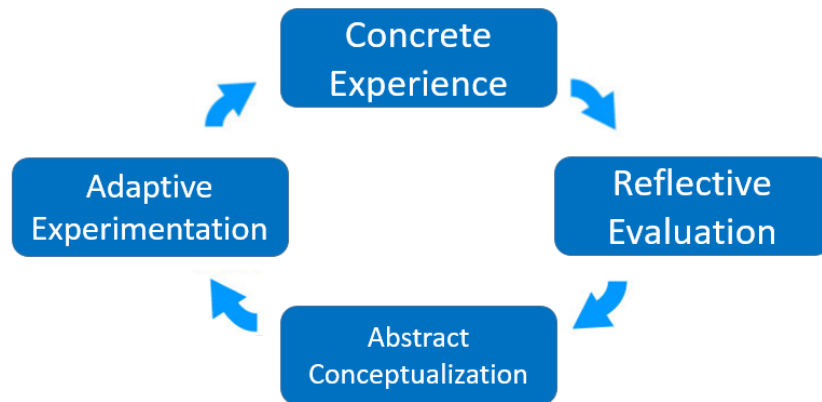 Concrete
Experience
Reflective
Evaluation
Abstract
Conceptualization
Adaptive
Experimentation